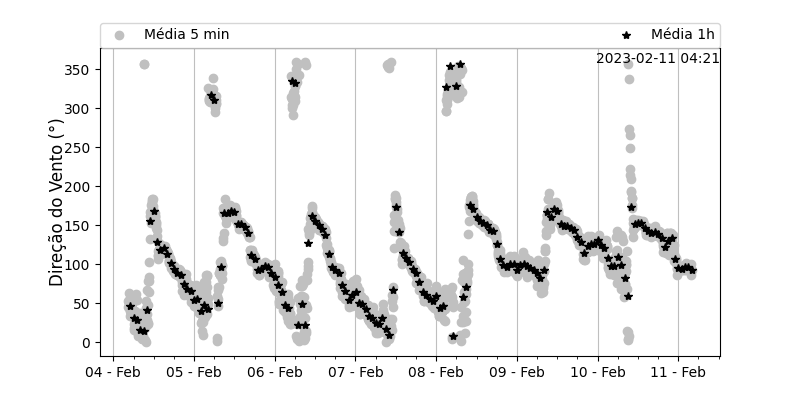 Média 5 min
Média 1h
2023-02-11 04:21
Direção do Vento (°)
350
300
250
200
150
100
50
0
04 - Feb
05 - Feb
06 - Feb
07 - Feb
08 - Feb
09 - Feb
10 - Feb
11 - Feb